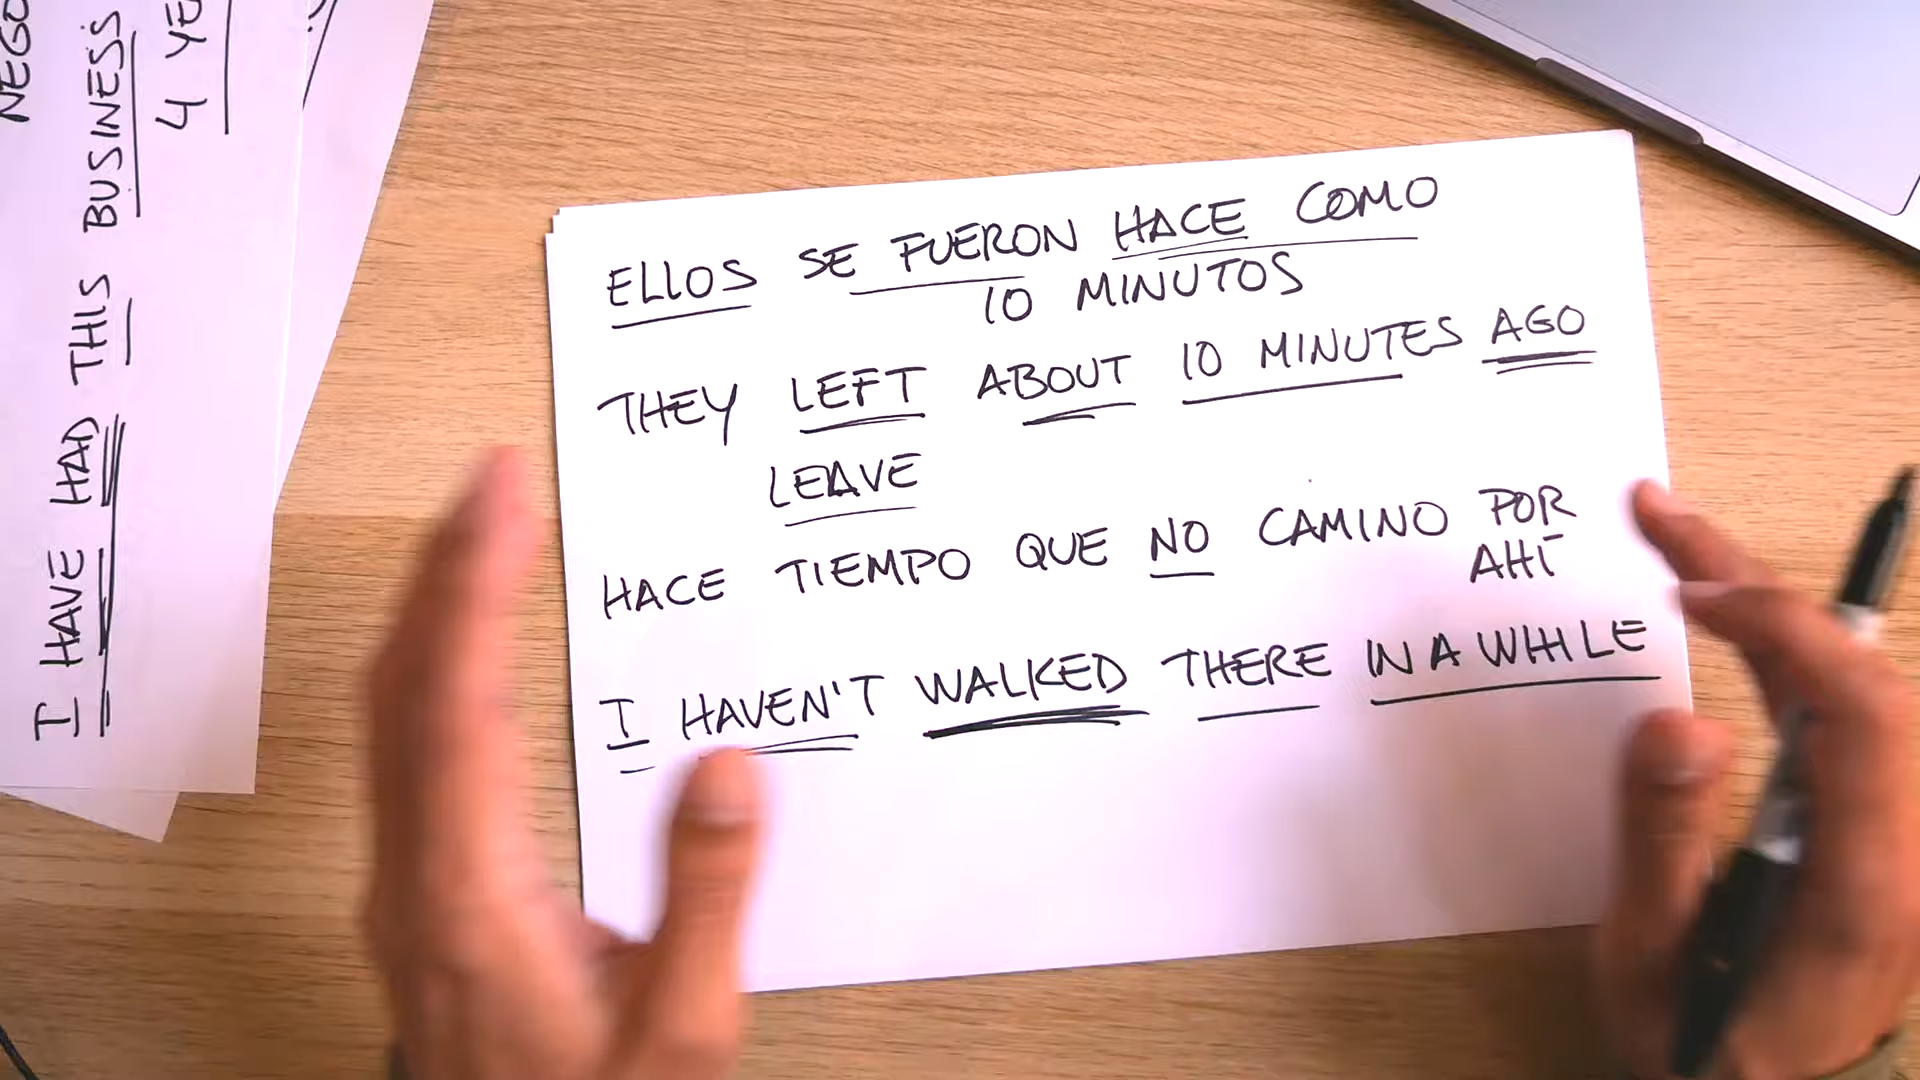 ELLOS SE FUERON HACE COMO
10 MINUTOS
THEY LEFT ABOUT 10 MINUTES AGO
LEAVE
HACE TIEMPO QUE NO CAMINO POR
AHÍ
I HAVEN'T WALKED THERE IN A WHILE
I HAVE HAD THIS BUSINESS
4